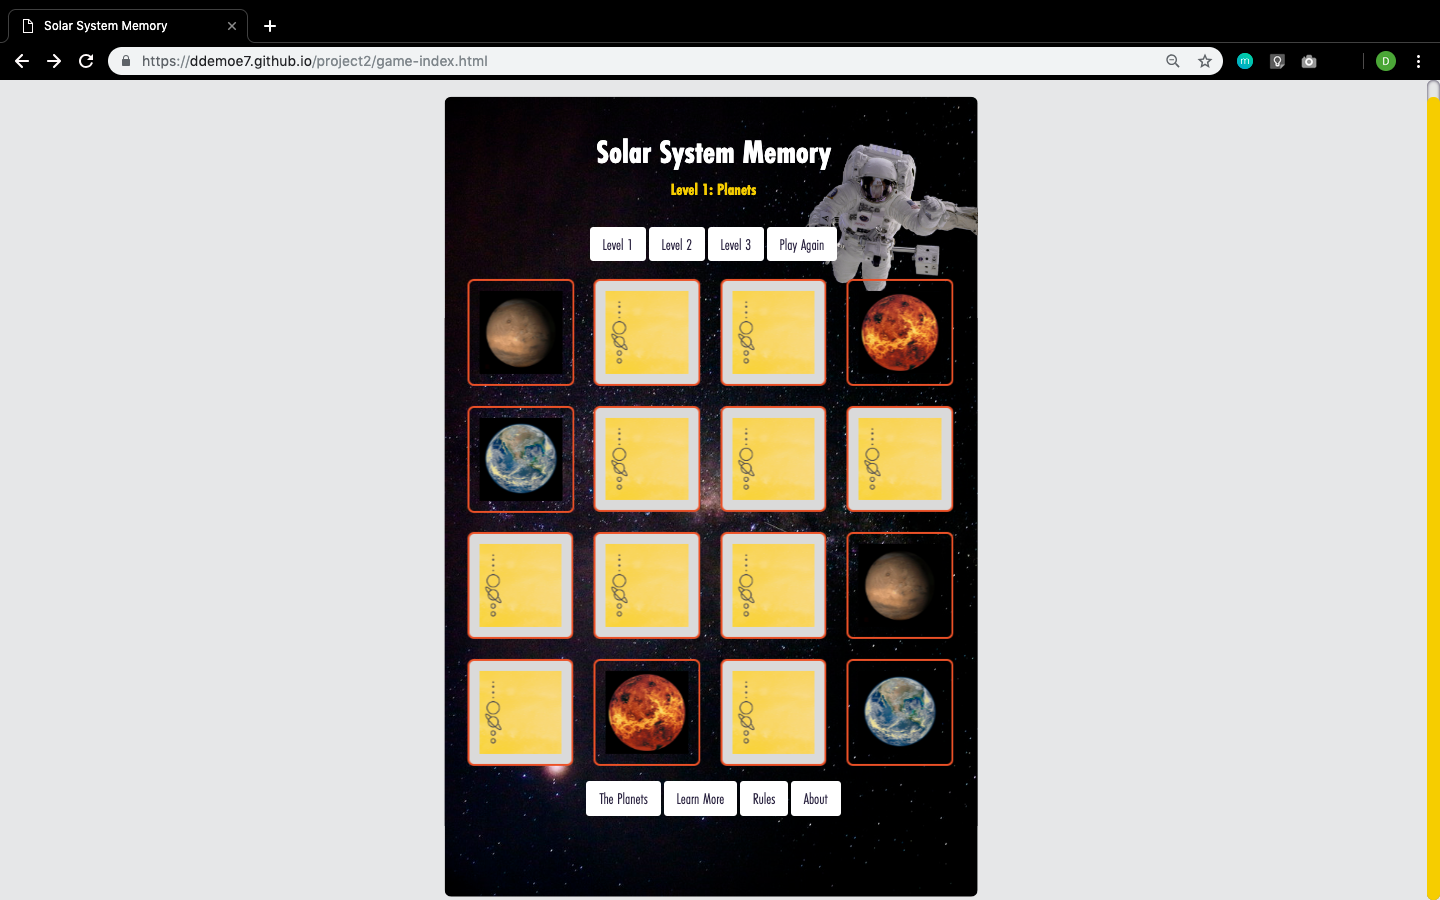 Solar System Memory
https://ddemoe7.github.io/project2/game-index.html
m
D
Solar System Memory
Level 1: Planets
Level 1
Level 2
Level 3
Play Again
The Planets
Learn More
Rules
About